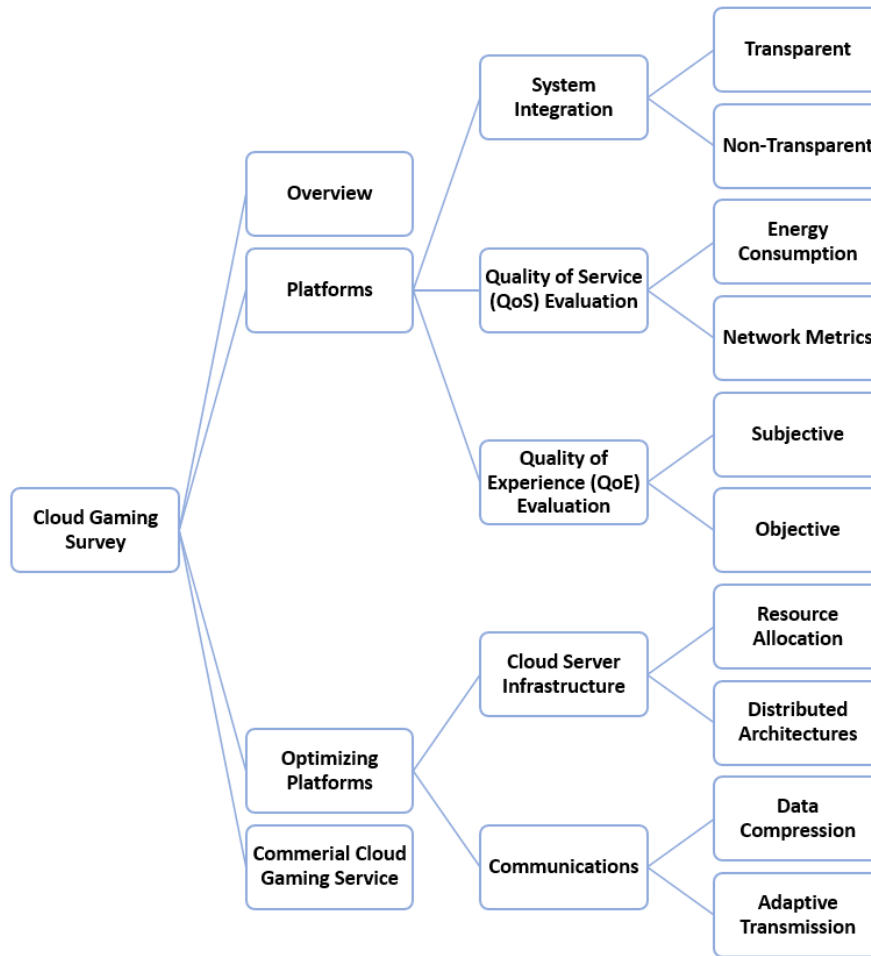 Cloud Gaming
Survey
Overview
Platforms
System
Integration
Transparent
Non-Transparent
Quality of Service
(QoS) Evaluation
Energy
Consumption
Network Metrics
Quality of
Experience (QoE)
Evaluation
Subjective
Objective
Optimizing
Platforms
Cloud Server
Infrastructure
Resource
Allocation
Distributed
Architectures
Communications
Data
Compression
Adaptive
Transmission
Commerial Cloud
Gaming Service